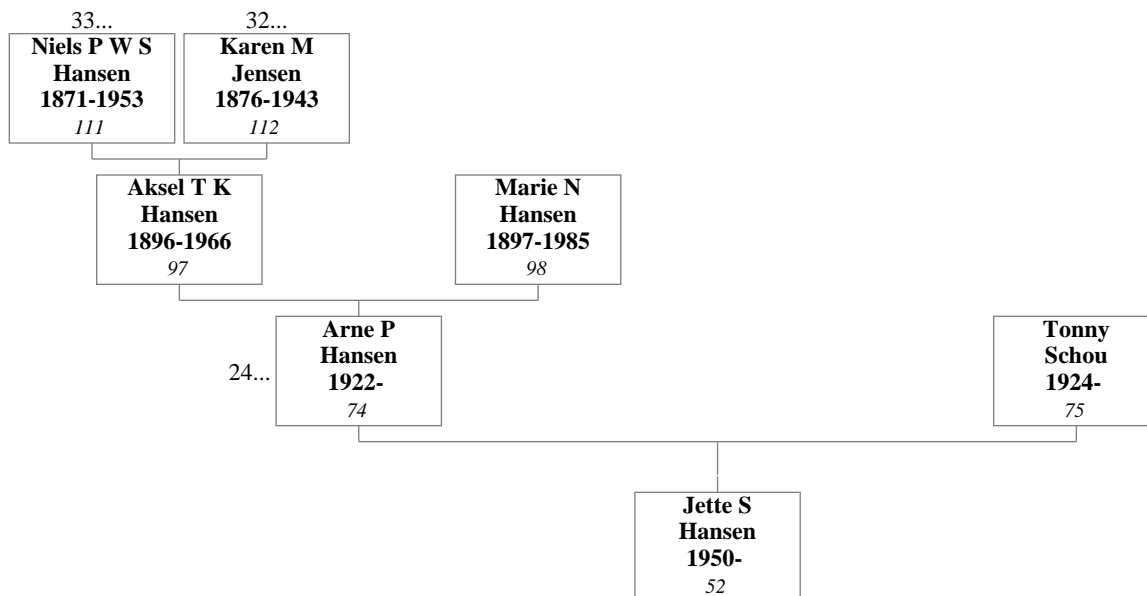 33...
32...
Niels P W S
Hansen
1871-1953
111
Karen M
Jensen
1876-1943
112
Aksel T K
Hansen
1896-1966
97
Marie N
Hansen
1897-1985
98
24...
Arne P
Hansen
1922-
74
Tonny
Schou
1924-
75
Jette S
Hansen
1950-
52